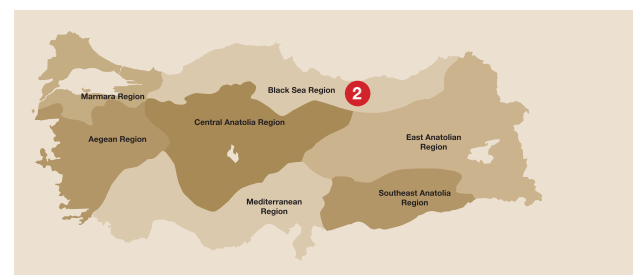 Black Sea Region
2
Marmara Region
Central Anatolia Region
Aegean Region
East Anatolian
Region
Southeast Anatolia
Region
Mediterranean
Region